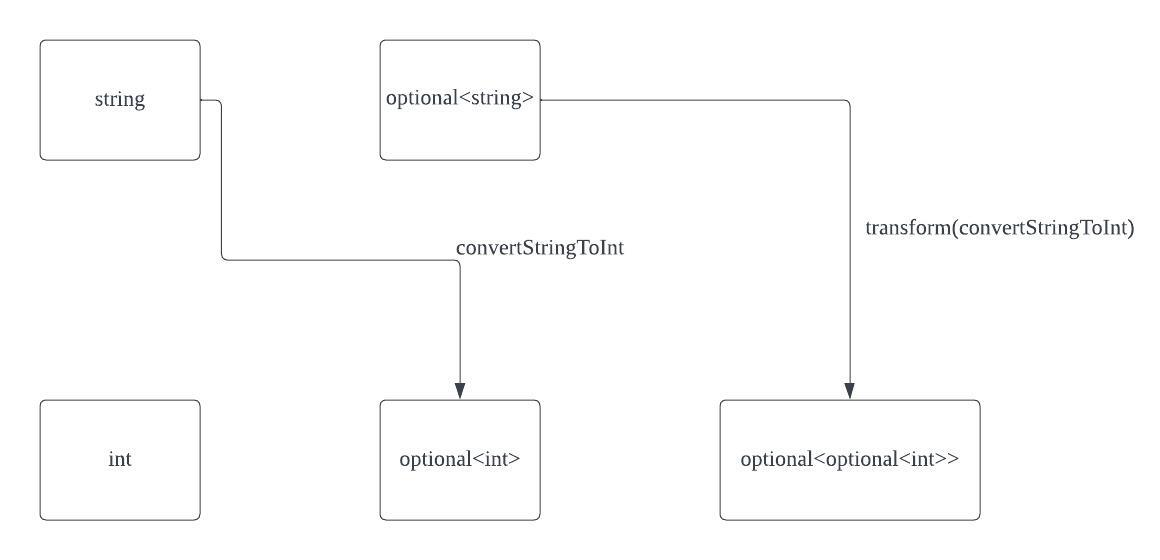 string
optional<string>
convertStringToInt
transform(convertStringToInt)
int
optional<int>
optional<optional<int>>